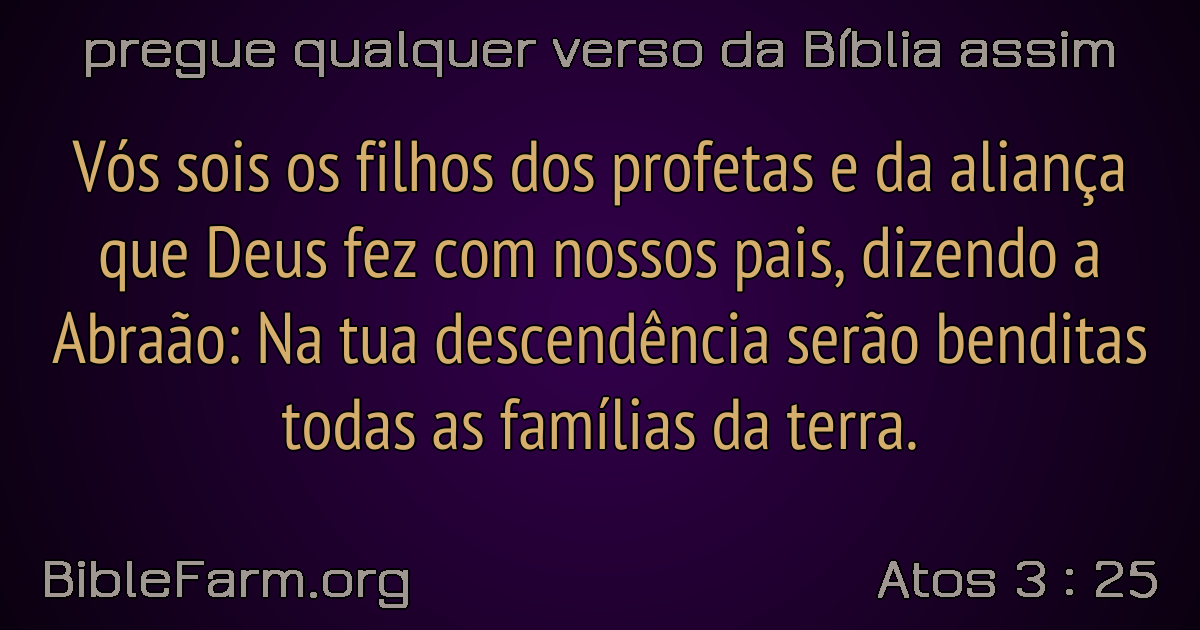 pregue qualquer verso da Bíblia assim
Vós sois os filhos dos profetas e da aliança
que Deus fez com nossos pais, dizendo a
Abraão: Na tua descendência serão benditas
todas as famílias da terra.
BibleFarm.org
Atos 3 : 25